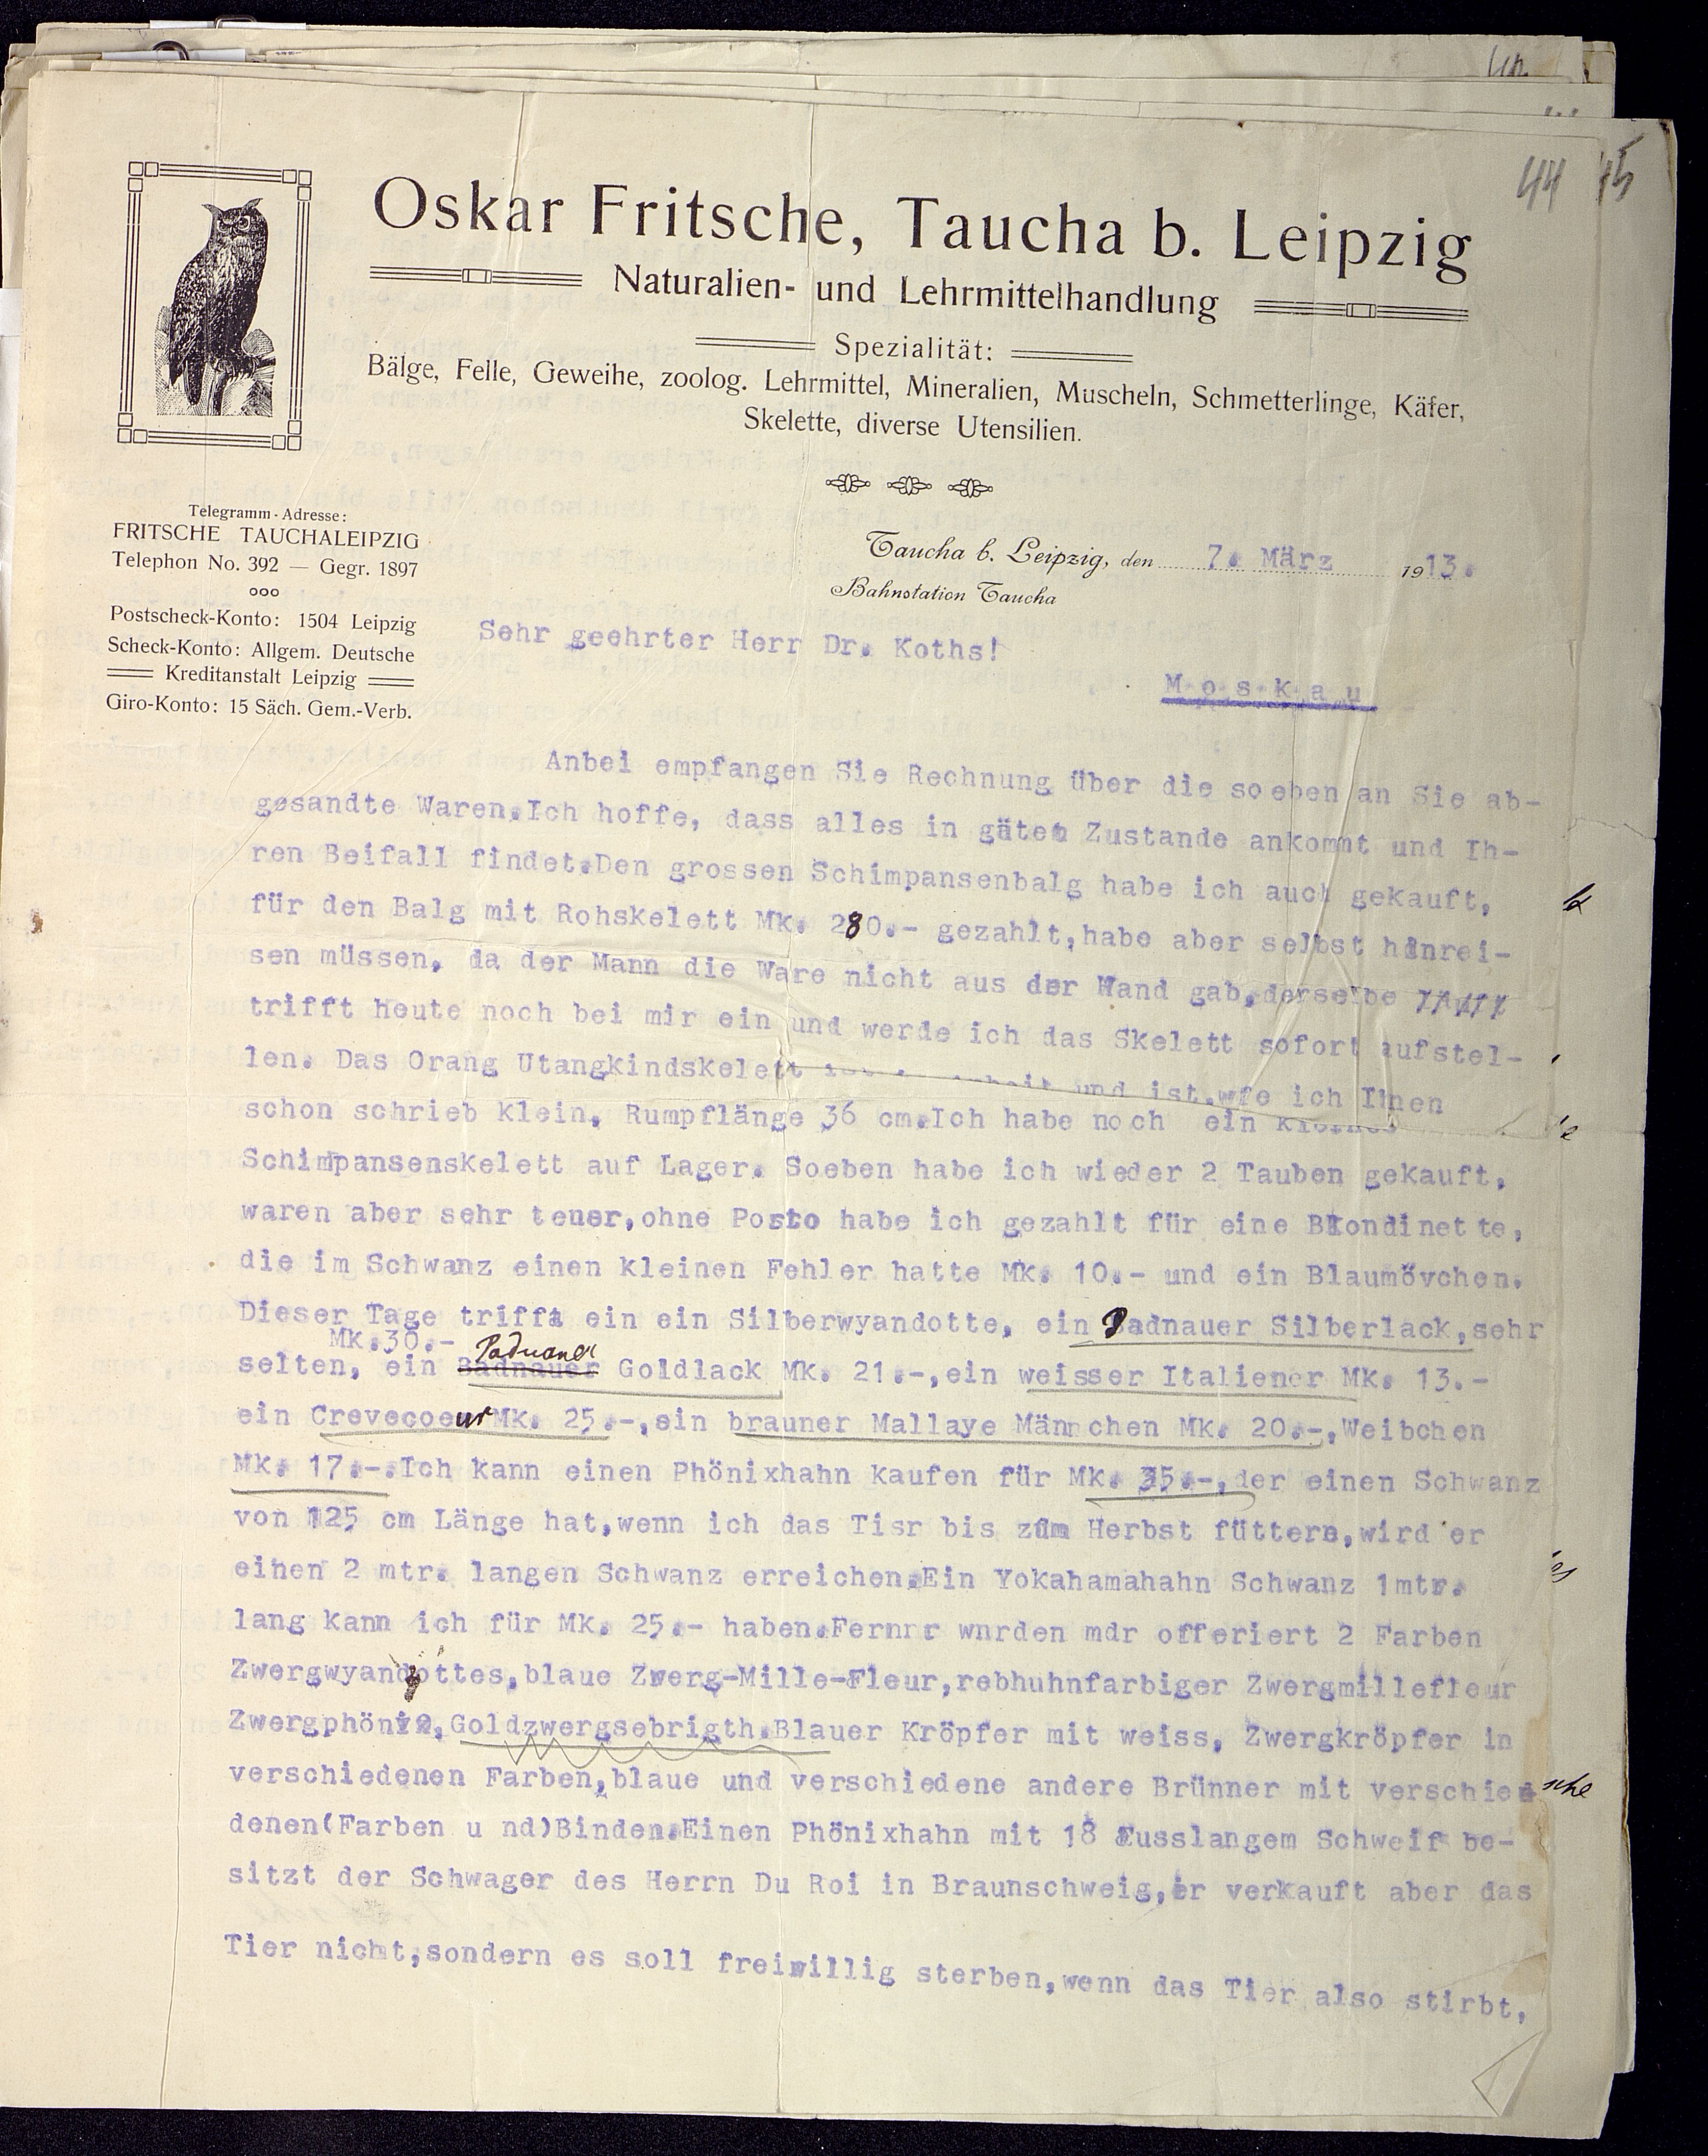 44 45
Oskar Fritsche, Taucha b. Leipzig
Naturalien- und Lehrmittelhandlung
Spezialität:
Bälge, Felle, Geweihe, zoolog. Lehrmittel, Mineralien, Muscheln, Schmetterlinge, Käfer,
Skelette, diverse Utensilien.
Telegramm-Adresse:
FRITSCHE TAUCHALEIPZIG
Telephon No. 392 — Gegr. 1897
ooo
Postscheck-Konto: 1504 Leipzig
Scheck-Konto: Allgem. Deutsche
Kreditanstalt Leipzig
Giro-Konto: 15 Säch. Gem.-Verb.
Taucha b. Leipzig, den 7. März 1913.
Bahnstation Taucha
Sehr geehrter Herr Dr. Koths!
Moskau
Anbei empfangen Sie Rechnung über die soeben an Sie ab-
gesandte Waren.Ich hoffe, dass alles in gäten Zustande ankommt und Ih-
ren Beifall findet.Den grossen Schimpansenbalg habe ich auch gekauft,
für den Balg mit Rohskelett Mk. 280.- gezahlt,habe aber selbst hinrei-
sen müssen, da der Mann die Ware nicht aus der Hand gab,derselbe
trifft heute noch bei mir ein und werde ich das Skelett sofort aufstel-
len. Das Orang Utangkindskelett und ist,wie ich Ihnen
schon schrieb klein, Rumpflänge 36 cm.Ich habe noch ein kleines
Schimpansenskelett auf Lager. Soeben habe ich wieder 2 Tauben gekauft,
waren aber sehr teuer,ohne Porto habe ich gezahlt für eine Blondinette,
die im Schwanz einen kleinen Fehler hatte Mk. 10.- und ein Blaumövchen.
Dieser Tage trifft ein ein Silberwyandotte, ein Padnauer Silberlack,sehr
Mk.30.- Paduaner
selten, ein Badnauer Goldlack Mk. 21.-,ein weisser Italiener Mk. 13.-
ein Crevecoeur Mk. 25.-,ein brauner Mallaye Männchen Mk. 20.-,Weibchen
Mk. 17.-.Ich kann einen Phönixhahn kaufen für Mk. 35.-,der einen Schwanz
von 125 cm Länge hat,wenn ich das Tisr bis züm Herbst füttere,wird er
einen 2 mtr. langen Schwanz erreichen.Ein Yokahamahahn Schwanz 1mtr.
lang kann ich für Mk. 25.- haben.Fernrr wnrden mdr offeriert 2 Farben
Zwergwyandottes,blaue Zwerg-Mille-Fleur,rebhuhnfarbiger Zwergmillefleur
Zwergphönix,Goldzwergsebrigth.Blauer Kröpfer mit weiss, Zwergkröpfer in
verschiedenen Farben,blaue und verschiedene andere Brünner mit verschie
denen(Farben u nd)Binden.Einen Phönixhahn mit 18 Fusslangem Schweif be-
sitzt der Schwager des Herrn Du Roi in Braunschweig,er verkauft aber das
Tier nicht,sondern es soll freiwillig sterben,wenn das Tier also stirbt,